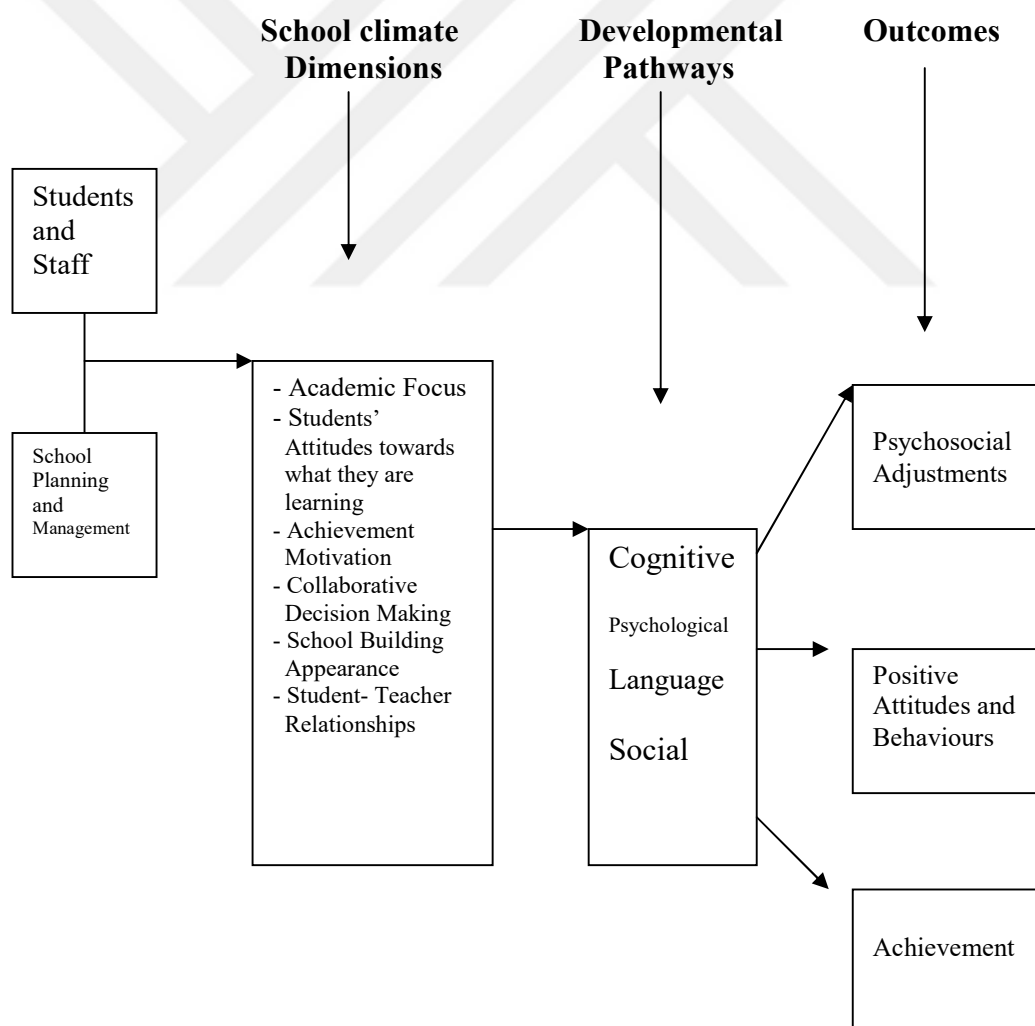 School climate
Dimensions
Developmental
Pathways
Outcomes
Students
and
Staff
School
Planning
and
Management
- Academic Focus
- Students’
Attitudes towards
what they are
learning
- Achievement
Motivation
- Collaborative
Decision Making
- School Building
Appearance
- Student- Teacher
Relationships
Cognitive
Psychological
Language
Social
Psychosocial
Adjustments
Positive
Attitudes and
Behaviours
Achievement